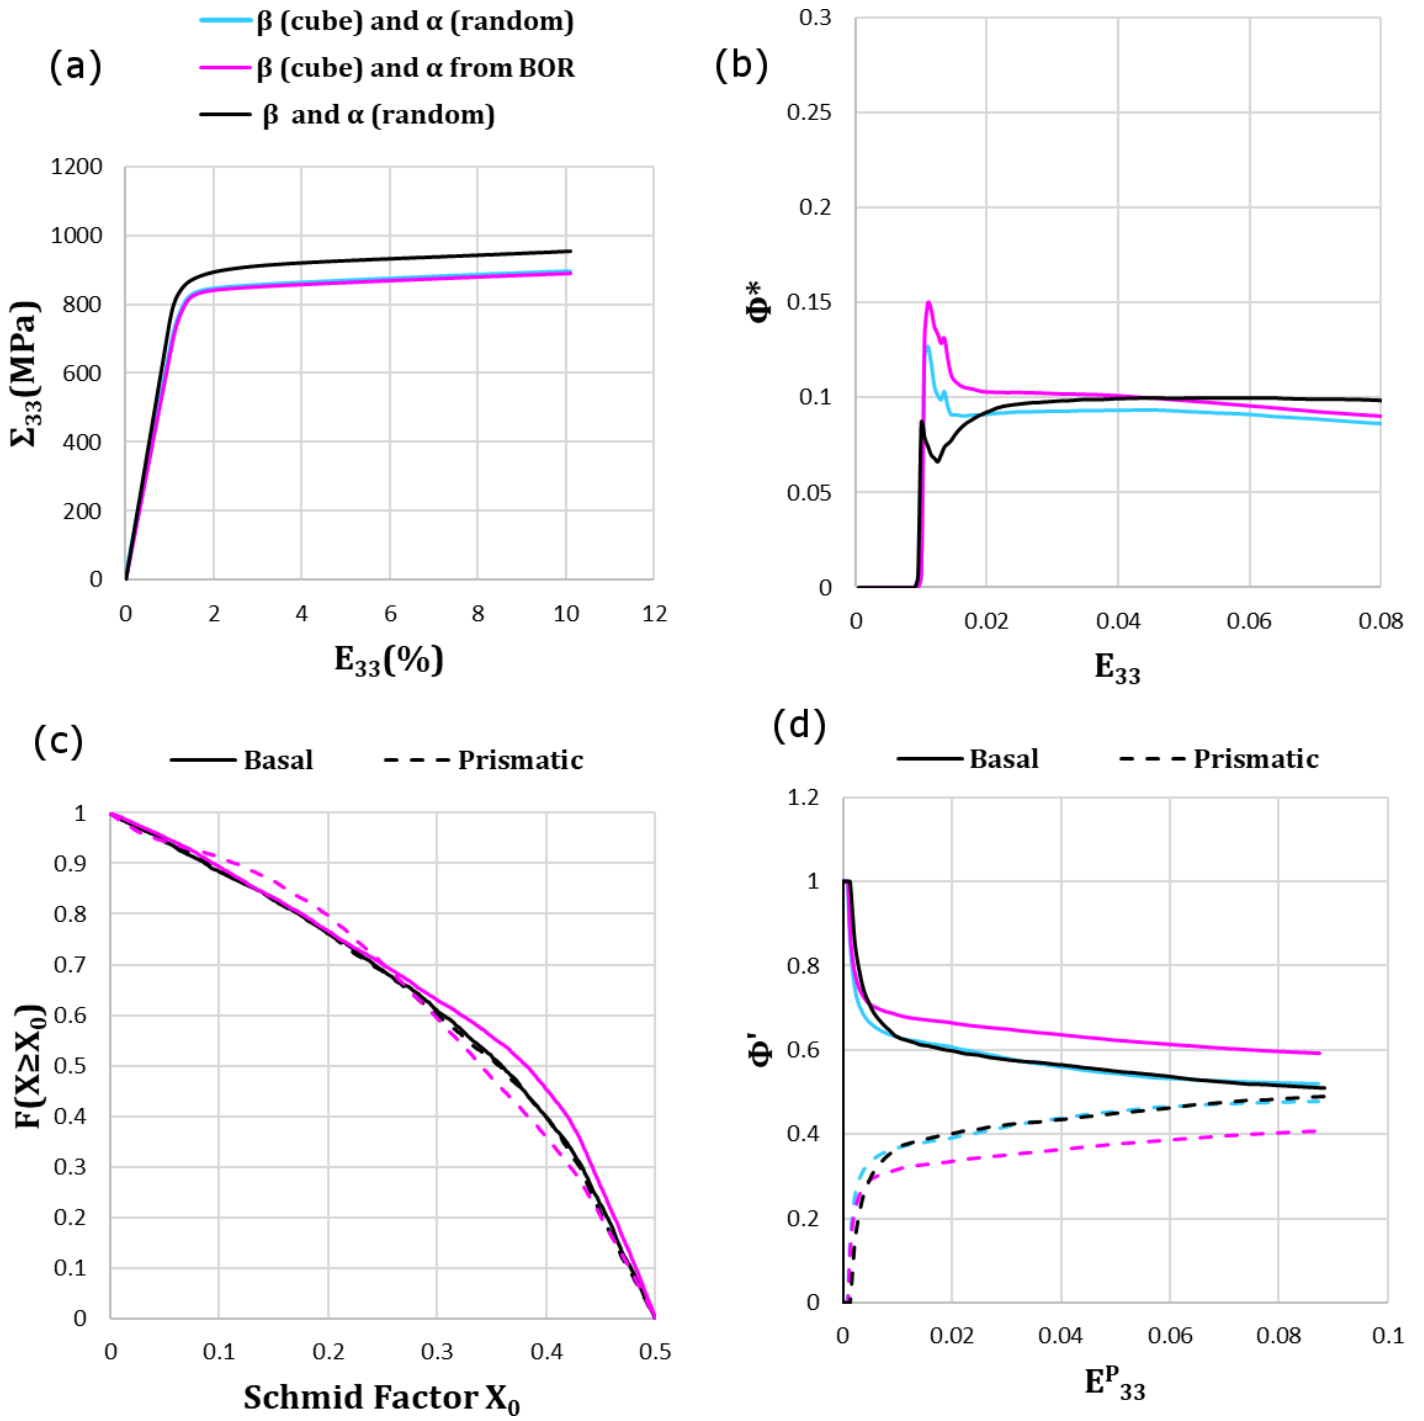 β (cube) and α (random)
β (cube) and α from BOR
β and α (random)
(a)
1200
1000
800
600
400
200
0
0 2 4 6 8 10 12
Σ33(MPa)
E33(%)
(b)
0.3
0.25
0.2
0.15
0.1
0.05
0
0 0.02 0.04 0.06 0.08
Φ*
E33
(c)
Basal Prismatic
1
0.9
0.8
0.7
0.6
0.5
0.4
0.3
0.2
0.1
0
0 0.1 0.2 0.3 0.4 0.5
F(X≥X0)
Schmid Factor X0
(d)
Basal Prismatic
1.2
1
0.8
0.6
0.4
0.2
0
0 0.02 0.04 0.06 0.08 0.1
Φ'
E^P33